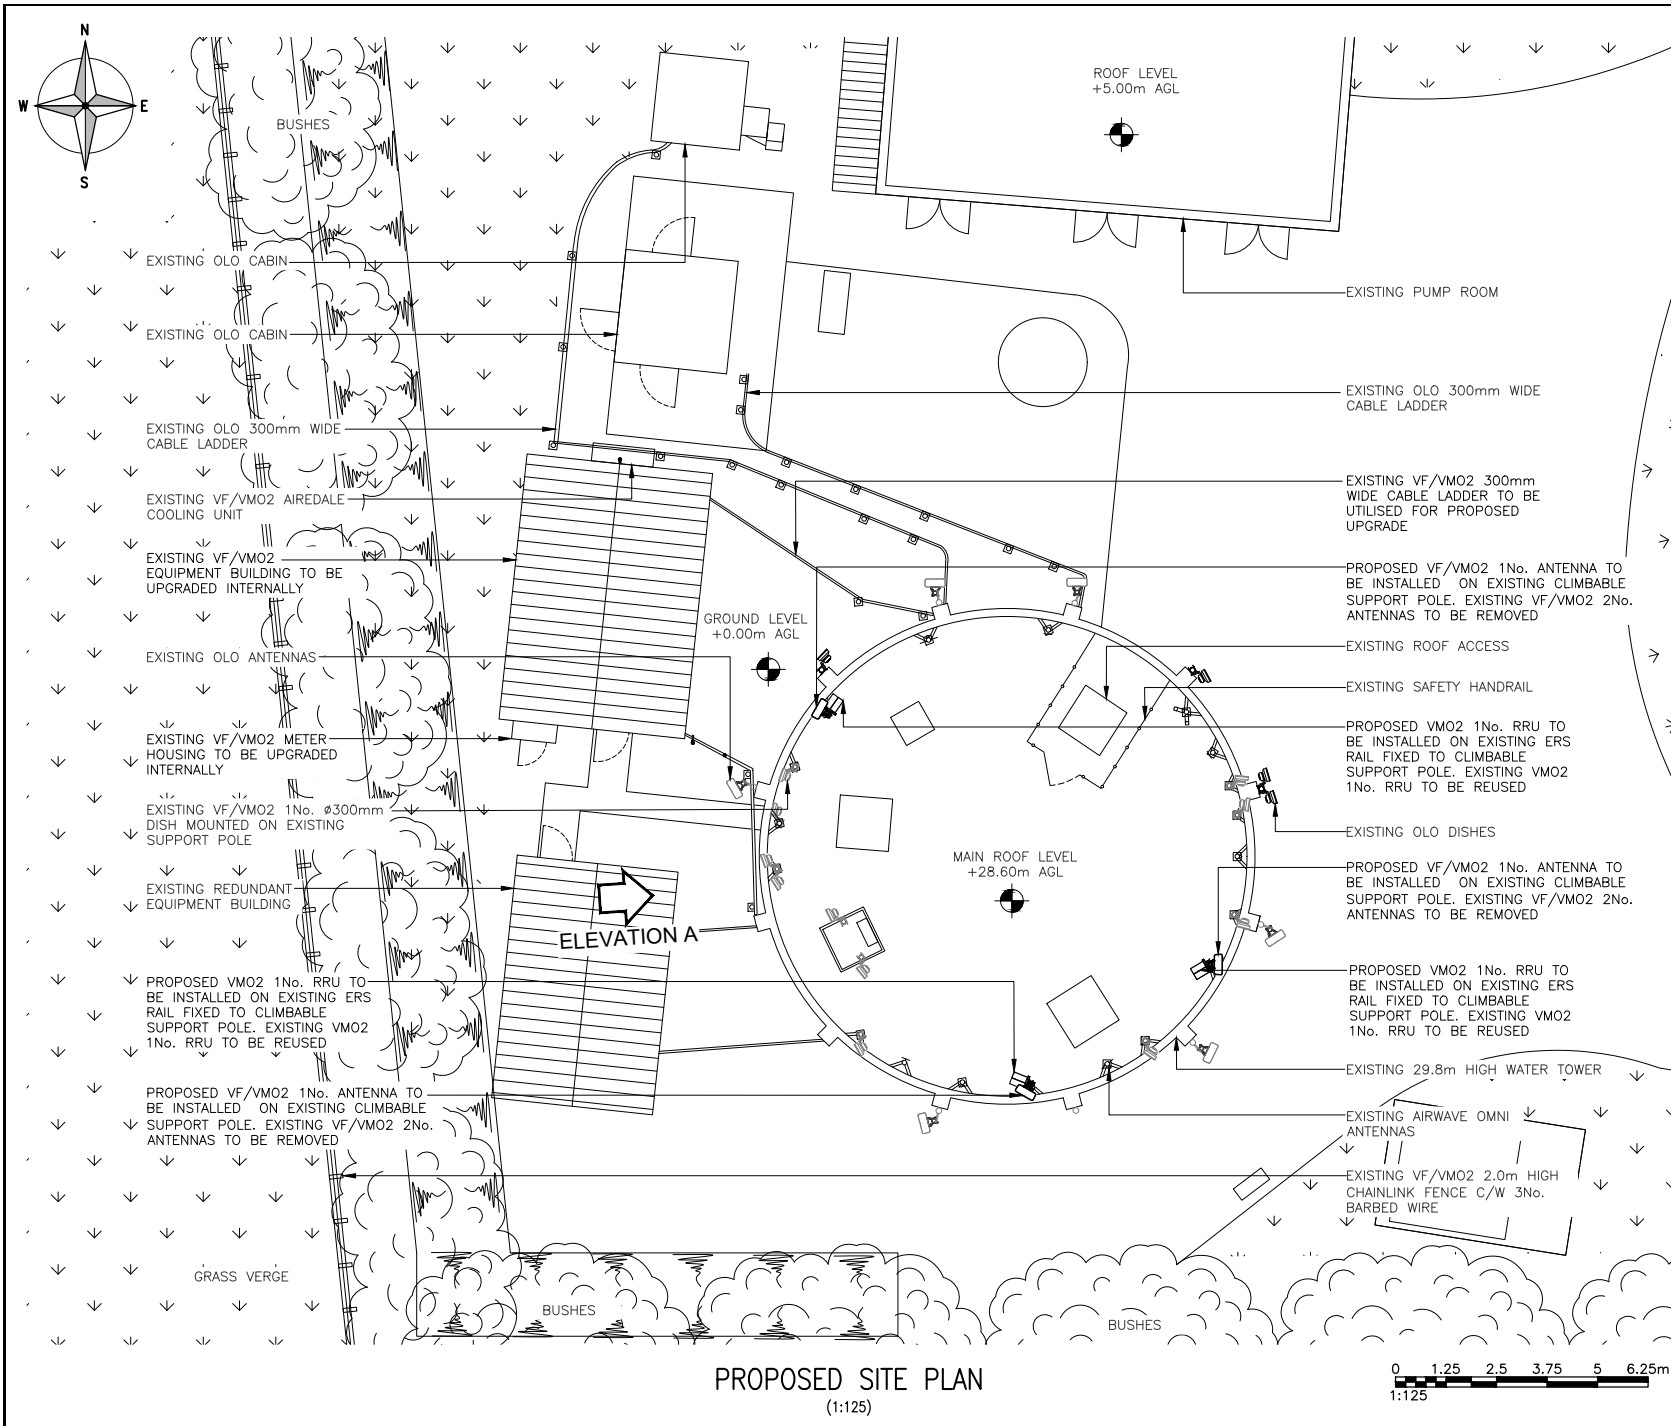 N
W
E
S
BUSHES
ROOF LEVEL
+5.00m AGL
EXISTING OLO CABIN
EXISTING OLO CABIN
EXISTING OLO 300mm WIDE
CABLE LADDER
EXISTING VF/VMO2 AIREDALE
COOLING UNIT
EXISTING VF/VMO2
EQUIPMENT BUILDING TO BE
UPGRADED INTERNALLY
EXISTING OLO ANTENNAS
EXISTING VF/VMO2 METER
HOUSING TO BE UPGRADED
INTERNALLY
EXISTING VF/VMO2 1No. ø300mm
DISH MOUNTED ON EXISTING
SUPPORT POLE
EXISTING REDUNDANT
EQUIPMENT BUILDING
PROPOSED VMO2 1No. RRU TO
BE INSTALLED ON EXISTING ERS
RAIL FIXED TO CLIMBABLE
SUPPORT POLE. EXISTING VMO2
1No. RRU TO BE REUSED
PROPOSED VF/VMO2 1No. ANTENNA TO
BE INSTALLED ON EXISTING CLIMBABLE
SUPPORT POLE. EXISTING VF/VMO2 2No.
ANTENNAS TO BE REMOVED
GROUND LEVEL
+0.00m AGL
MAIN ROOF LEVEL
+28.60m AGL
ELEVATION A
EXISTING PUMP ROOM
EXISTING OLO 300mm WIDE
CABLE LADDER
EXISTING VF/VMO2 300mm
WIDE CABLE LADDER TO BE
UTILISED FOR PROPOSED
UPGRADE
PROPOSED VF/VMO2 1No. ANTENNA TO
BE INSTALLED ON EXISTING CLIMBABLE
SUPPORT POLE. EXISTING VF/VMO2 2No.
ANTENNAS TO BE REMOVED
EXISTING ROOF ACCESS
EXISTING SAFETY HANDRAIL
PROPOSED VMO2 1No. RRU TO
BE INSTALLED ON EXISTING ERS
RAIL FIXED TO CLIMBABLE
SUPPORT POLE. EXISTING VMO2
1No. RRU TO BE REUSED
EXISTING OLO DISHES
PROPOSED VF/VMO2 1No. ANTENNA TO
BE INSTALLED ON EXISTING CLIMBABLE
SUPPORT POLE. EXISTING VF/VMO2 2No.
ANTENNAS TO BE REMOVED
PROPOSED VMO2 1No. RRU TO
BE INSTALLED ON EXISTING ERS
RAIL FIXED TO CLIMBABLE
SUPPORT POLE. EXISTING VMO2
1No. RRU TO BE REUSED
EXISTING 29.8m HIGH WATER TOWER
EXISTING AIRWAVE OMNI
ANTENNAS
EXISTING VF/VMO2 2.0m HIGH
CHAINLINK FENCE C/W 3No.
BARBED WIRE
GRASS VERGE
BUSHES
BUSHES
PROPOSED SITE PLAN
(1:125)
0 1.25 2.5 3.75 5 6.25m
1:125